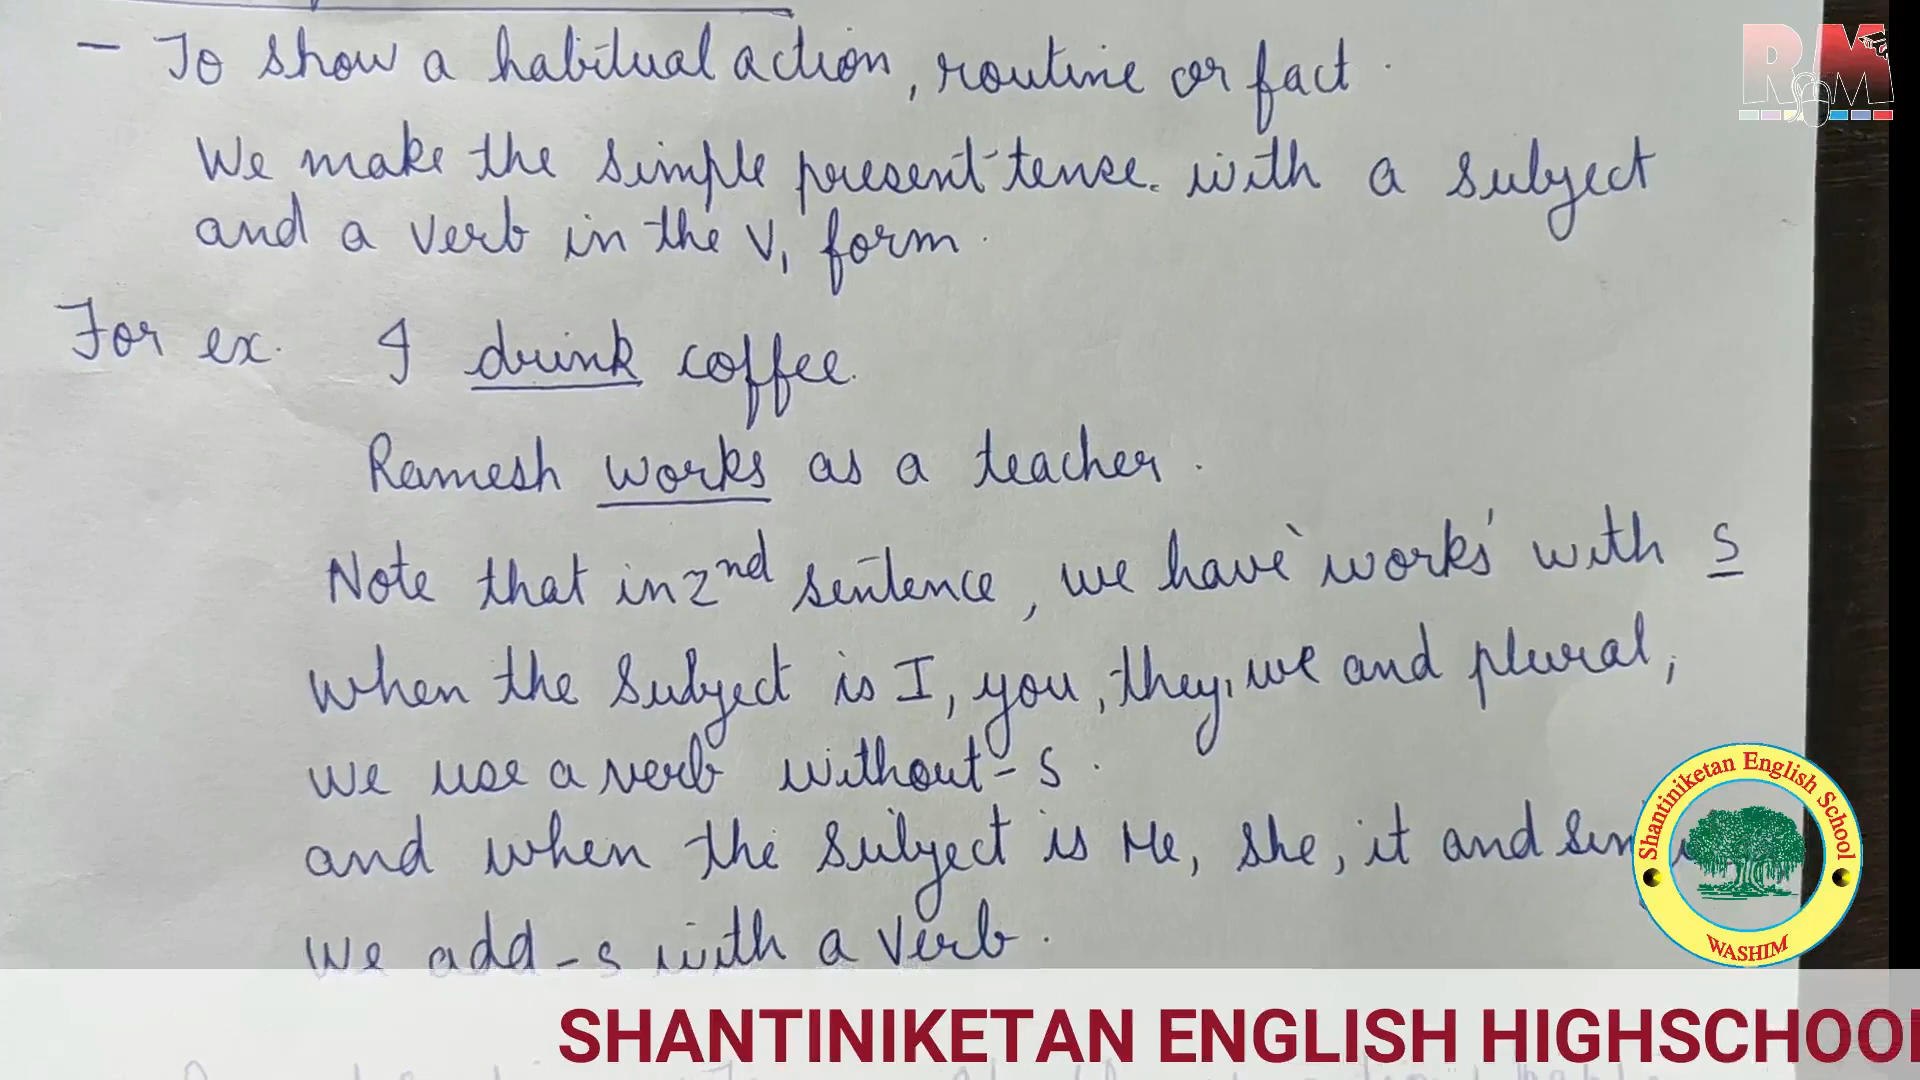 - To show a habitual action, routine or fact.
We make the simple present tense. with a subject
and a verb in the V1 form.
For ex. I drink coffee.
Ramesh works as a teacher.
Note that in 2nd sentence, we have 'works' with s
when the subject is I, you, they, we and plural,
we use a verb without - s.
and when the subject is He, she, it and
we add - s with a verb.
RM
Shantiniketan English School
WASHIM
SHANTINIKETAN ENGLISH HIGHSCHOOL